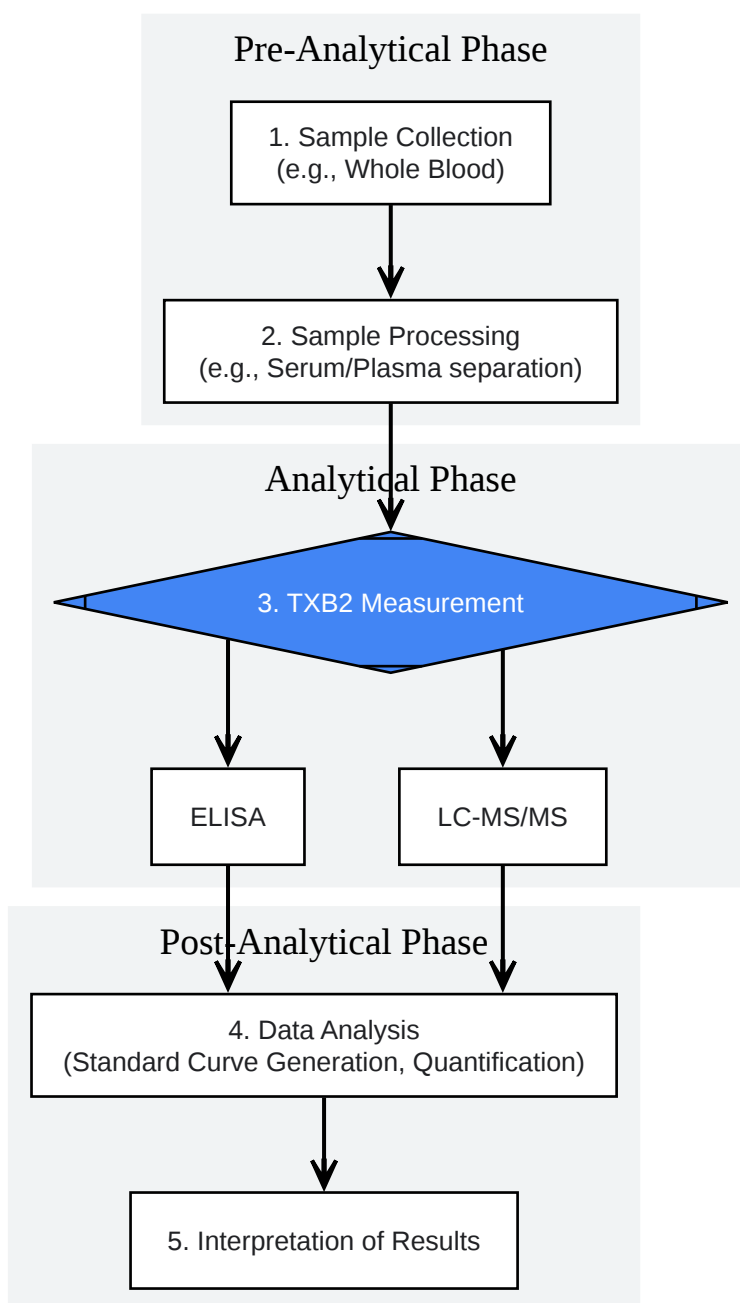 Pre-Analytical Phase
1. Sample Collection
(e.g., Whole Blood)
2. Sample Processing
(e.g., Serum/Plasma separation)
Analytical Phase
3. TXB2 Measurement
ELISA
LC-MS/MS
Post-Analytical Phase
4. Data Analysis
(Standard Curve Generation, Quantification)
5. Interpretation of Results